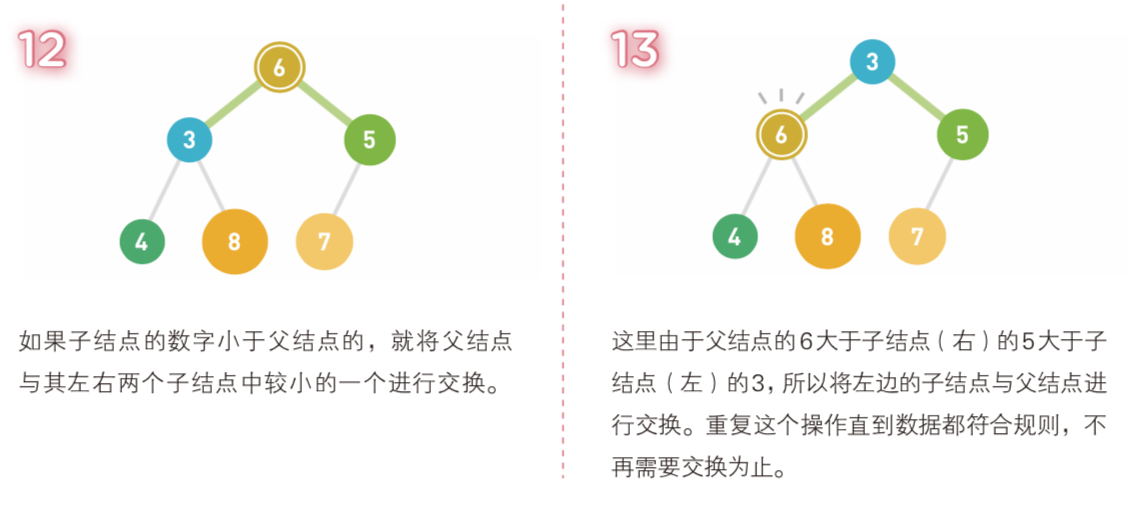 12
6
3
5
4
8
7
如果子结点的数字小于父结点的，就将父结点
与其左右两个子结点中较小的一个进行交换。
13
3
6
5
4
8
7
这里由于父结点的6大于子结点（右）的5大于子
结点（左）的3，所以将左边的子结点与父结点进
行交换。重复这个操作直到数据都符合规则，不
再需要交换为止。